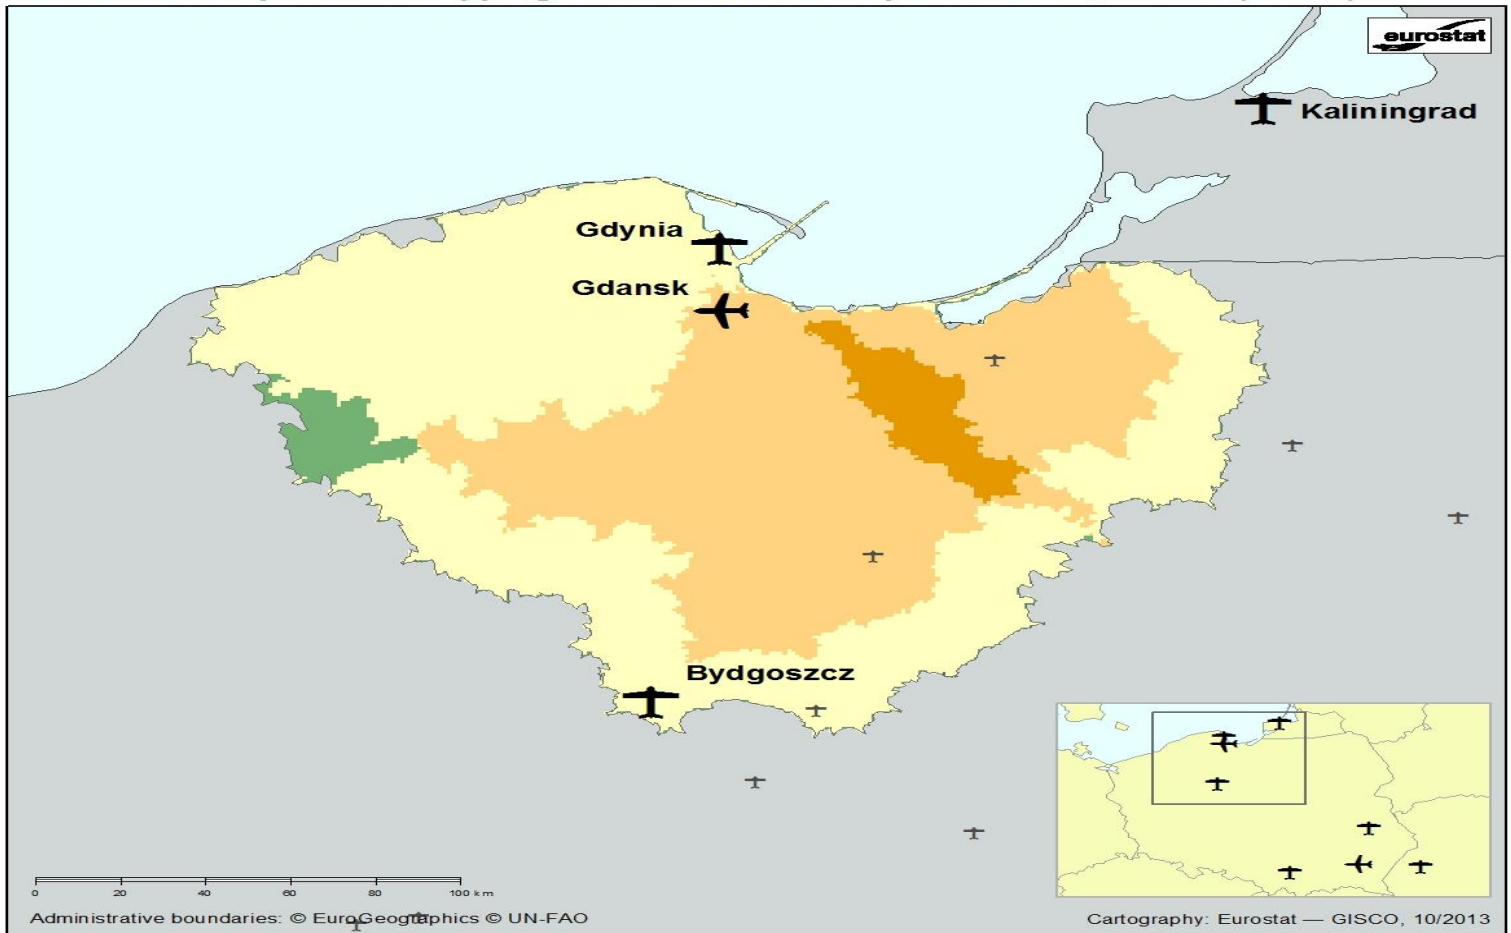 eurostat
Kaliningrad
Gdynia
Gdansk
Bydgoszcz
0 20 40 60 80 100 km
Administrative boundaries: © EuroGeographics © UN-FAO
Cartography: Eurostat — GISCO, 10/2013